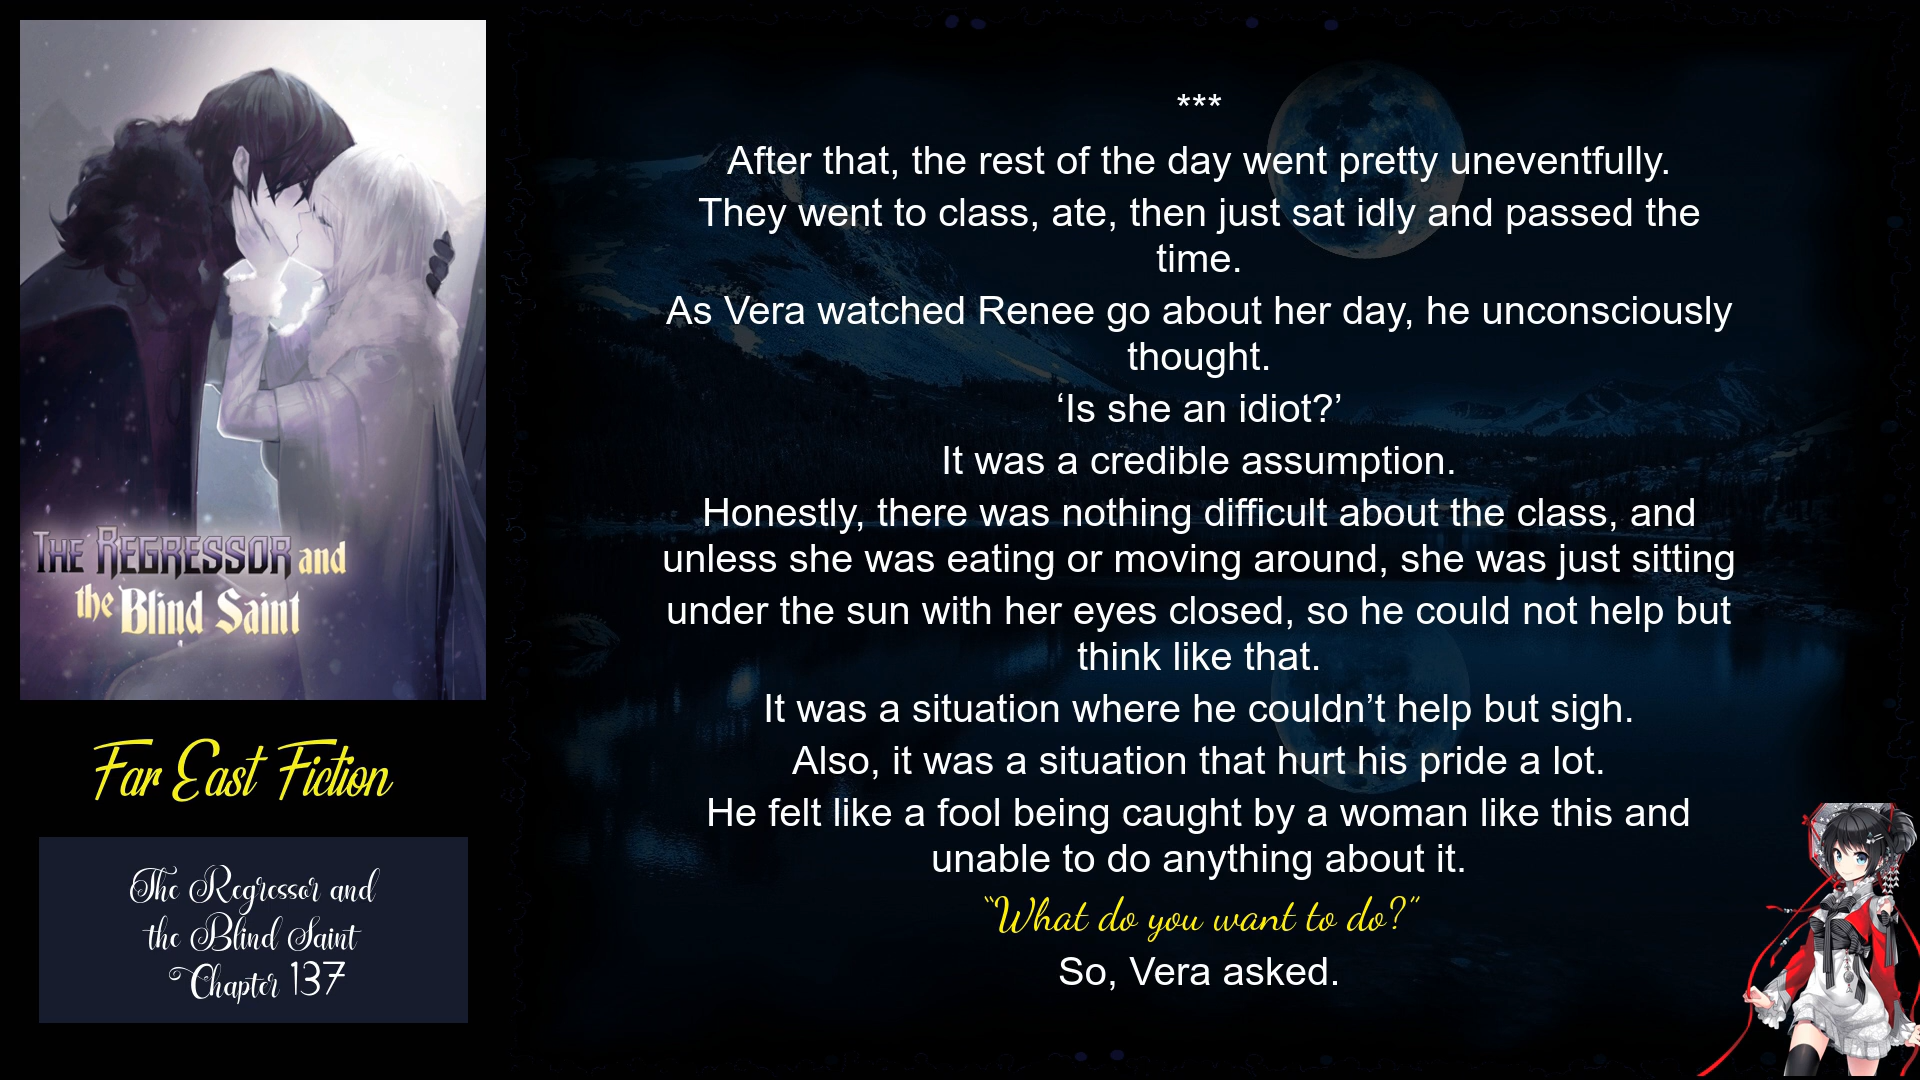 THE REGRESSOR and
the Blind Saint
Far East Fiction
The Regressor and
the Blind Saint
Chapter 137
***
After that, the rest of the day went pretty uneventfully.
They went to class, ate, then just sat idly and passed the
time.
As Vera watched Renee go about her day, he unconsciously
thought.
‘Is she an idiot?’
It was a credible assumption.
Honestly, there was nothing difficult about the class, and
unless she was eating or moving around, she was just sitting
under the sun with her eyes closed, so he could not help but
think like that.
It was a situation where he couldn’t help but sigh.
Also, it was a situation that hurt his pride a lot.
He felt like a fool being caught by a woman like this and
unable to do anything about it.
“What do you want to do?”
So, Vera asked.